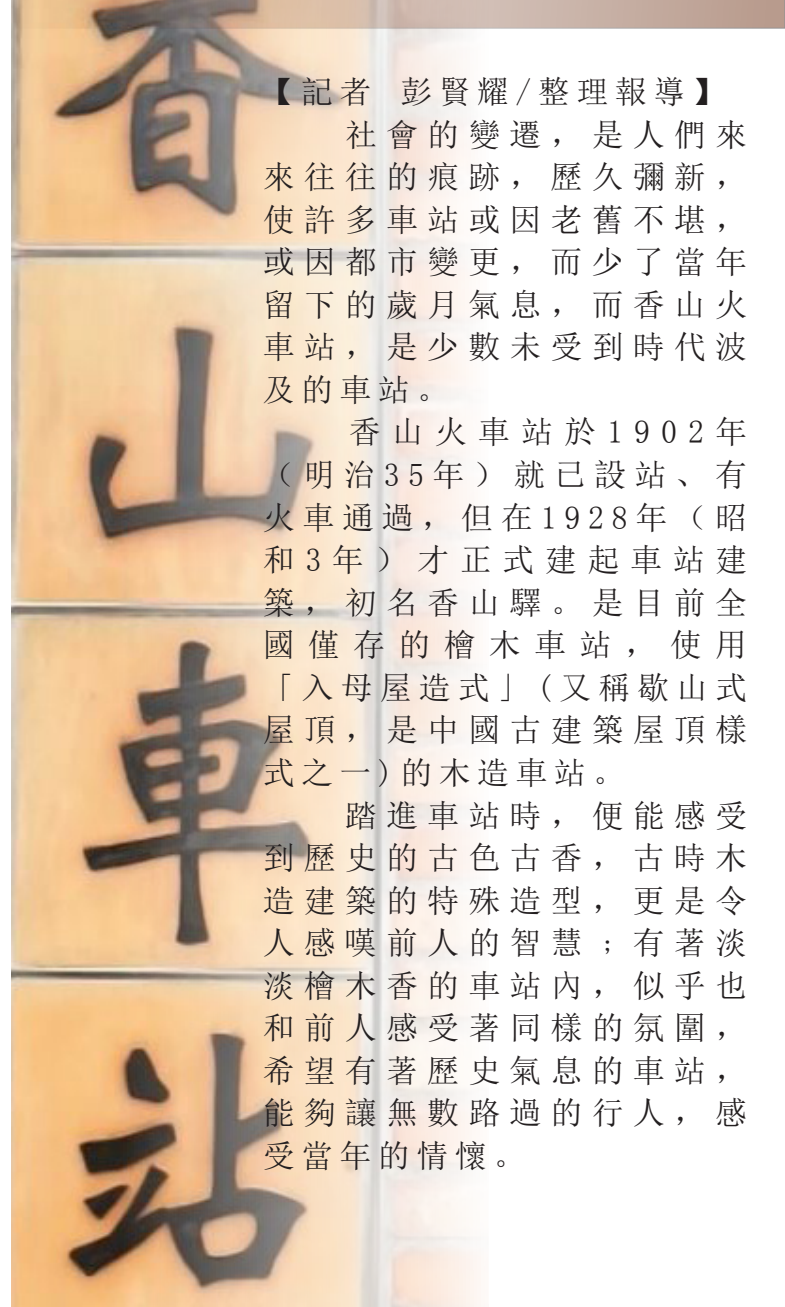 香
山
車
站
【記者 彭賢耀/整理報導】
社會的變遷，是人們來
來往往的痕跡，歷久彌新，
使許多車站或因老舊不堪，
或因都市變更，而少了當年
留下的歲月氣息，而香山火
車站，是少數未受到時代波
及的車站。
香山火車站於1902年
（明治35年）就已設站、有
火車通過，但在1928年（昭
和3年）才正式建起車站建
築，初名香山驛。是目前全
國僅存的檜木車站，使用
「入母屋造式」(又稱歇山式
屋頂，是中國古建築屋頂樣
式之一)的木造車站。
踏進車站時，便能感受
到歷史的古色古香，古時木
造建築的特殊造型，更是令
人感嘆前人的智慧；有著淡
淡檜木香的車站內，似乎也
和前人感受著同樣的氛圍，
希望有著歷史氣息的車站，
能夠讓無數路過的行人，感
受當年的情懷。